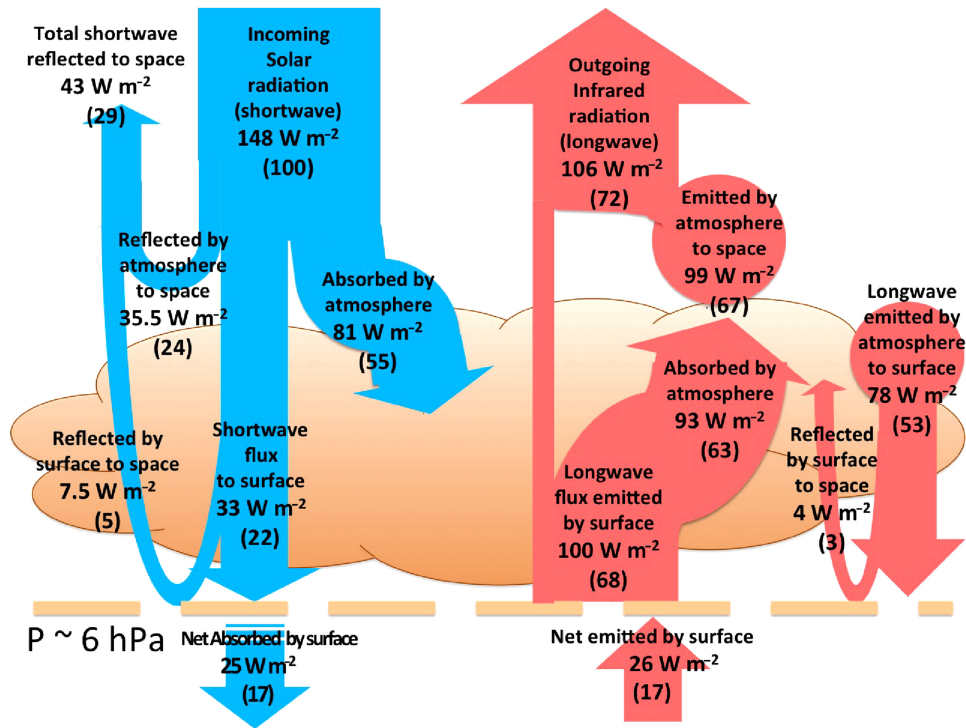 Total shortwave
reflected to space
43 W m⁻²
(29)
Incoming
Solar
radiation
(shortwave)
148 W m⁻²
(100)
Outgoing
Infrared
radiation
(longwave)
106 W m⁻²
(72)
Reflected by
atmosphere
to space
35.5 W m⁻²
(24)
Absorbed by
atmosphere
81 W m⁻²
(55)
Emitted by
atmosphere
to space
99 W m⁻²
(67)
Longwave
emitted by
atmosphere
to surface
78 W m⁻²
(53)
Reflected by
surface to space
7.5 W m⁻²
(5)
Shortwave
flux
to surface
33 W m⁻²
(22)
Longwave
flux emitted
by surface
100 W m⁻²
(68)
Absorbed by
atmosphere
93 W m⁻²
(63)
Reflected
by surface
to space
4 W m⁻²
(3)
P ~ 6 hPa
Net Absorbed by surface
25 W m⁻²
(17)
Net emitted by surface
26 W m⁻²
(17)